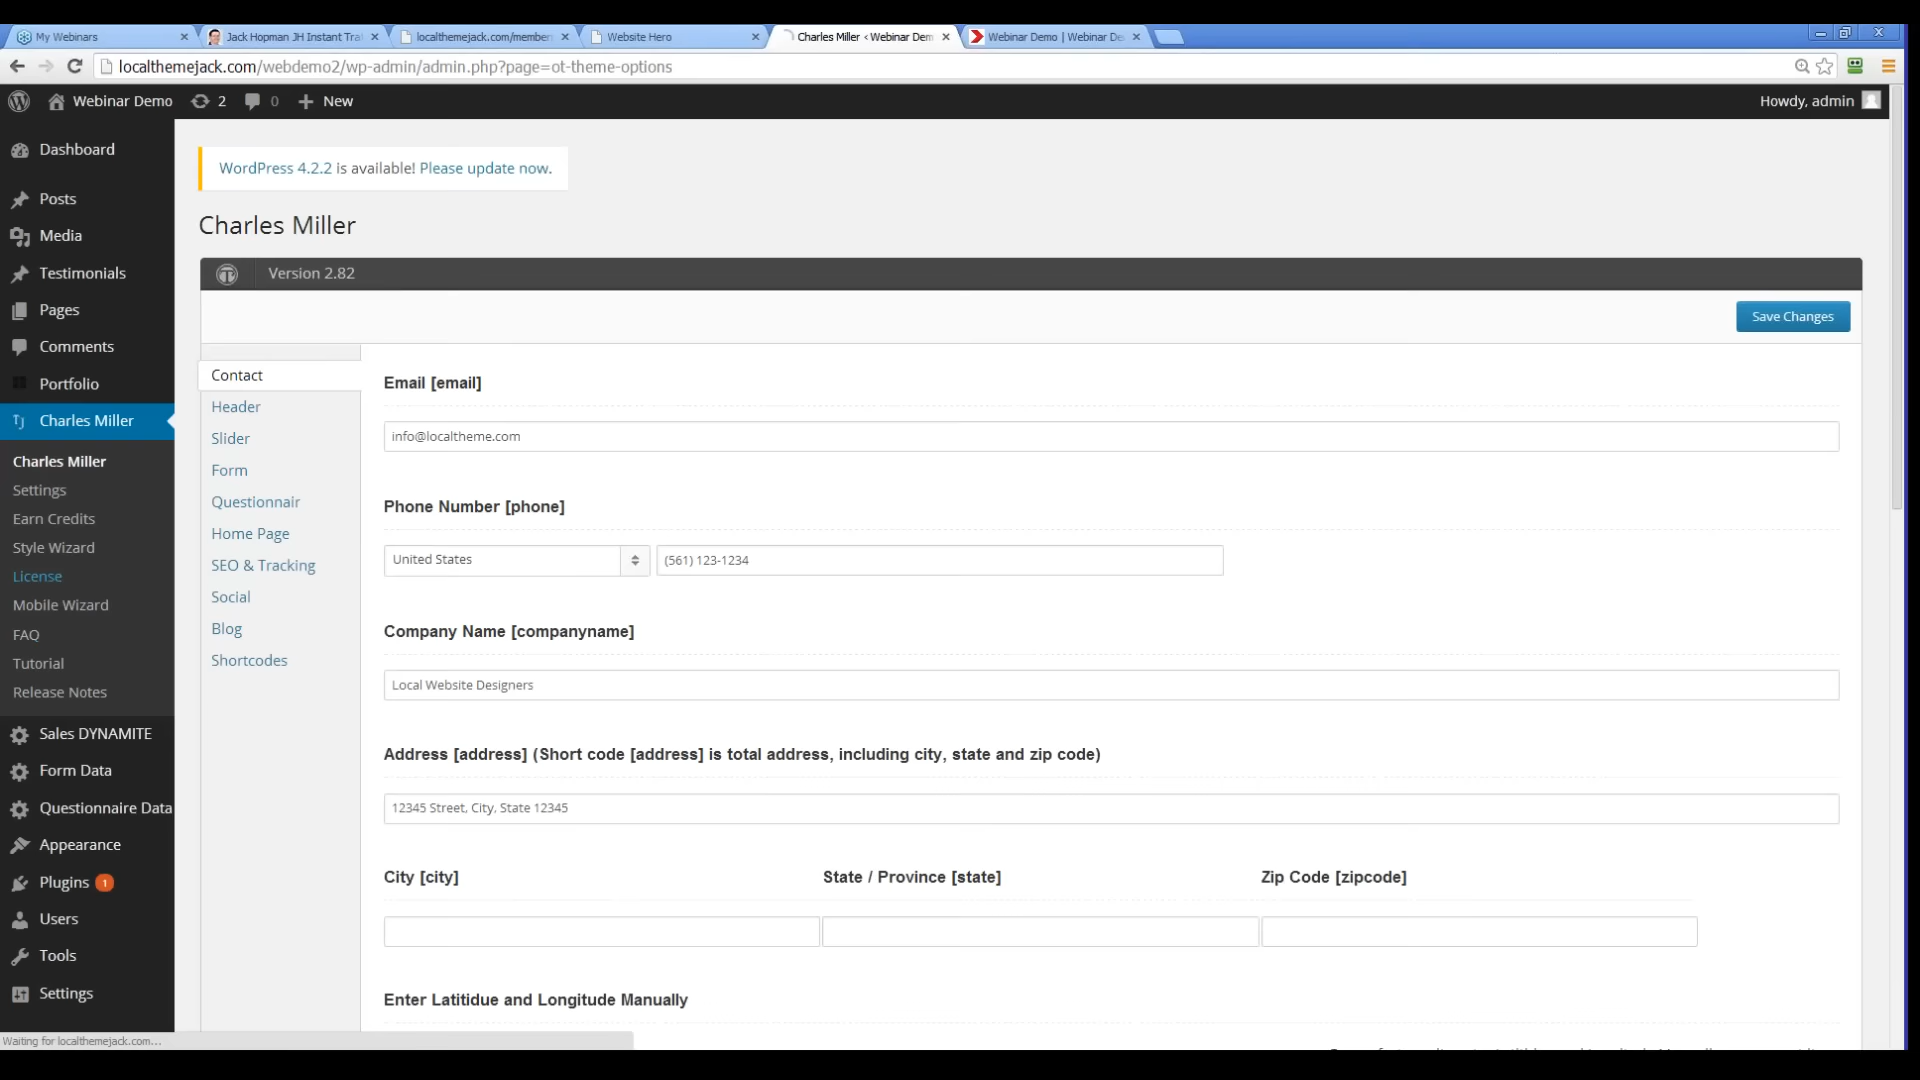 My Webinars
Jack Hopman JH Instant Tra
localthemejack.com/member
Website Hero
Charles Miller ‹ Webinar Dem
Webinar Demo | Webinar De
localthemejack.com/webdemo2/wp-admin/admin.php?page=ot-theme-options
Webinar Demo 2 0 + New
Howdy, admin
Dashboard
Posts
Media
Testimonials
Pages
Comments
Portfolio
Charles Miller
Charles Miller
Settings
Earn Credits
Style Wizard
License
Mobile Wizard
FAQ
Tutorial
Release Notes
Sales DYNAMITE
Form Data
Questionnaire Data
Appearance
Plugins 1
Users
Tools
Settings
WordPress 4.2.2 is available! Please update now.
Charles Miller
Version 2.82
Save Changes
Contact
Header
Slider
Form
Questionnair
Home Page
SEO & Tracking
Social
Blog
Shortcodes
Email [email]
info@localtheme.com
Phone Number [phone]
United States
(561) 123-1234
Company Name [companyname]
Local Website Designers
Address [address] (Short code [address] is total address, including city, state and zip code)
12345 Street, City, State 12345
City [city]
State / Province [state]
Zip Code [zipcode]
Enter Latitidue and Longitude Manually
Waiting for localthemejack.com...